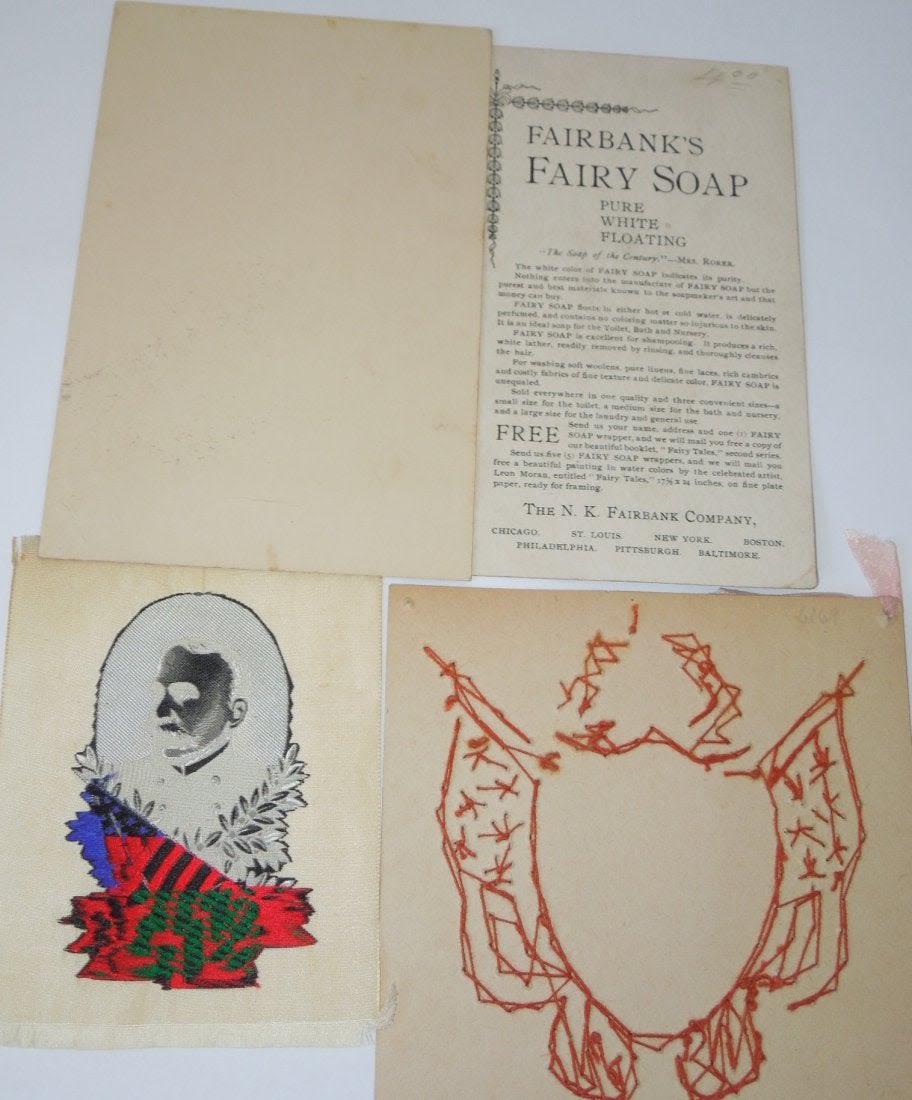 4.00
FAIRBANK'S
FAIRY SOAP
PURE
WHITE
FLOATING
"The Soap of the Century."—MRS. RORER.
The white color of FAIRY SOAP indicates its purity.
Nothing enters into the manufacture of FAIRY SOAP but the
purest and best materials known to the soapmaker's art and that
money can buy.
FAIRY SOAP floats in either hot or cold water, is delicately
perfumed, and contains no coloring matter so injurious to the skin.
It is an ideal soap for the Toilet, Bath and Nursery.
FAIRY SOAP is excellent for shampooing. It produces a rich,
white lather, readily removed by rinsing, and thoroughly cleanses
the hair.
For washing soft woolens, pure linens, fine laces, rich cambrics
and costly fabrics of fine texture and delicate color, FAIRY SOAP is
unequaled.
Sold everywhere in one quality and three convenient sizes—a
small size for the toilet, a medium size for the bath and nursery,
and a large size for the laundry and general use.
FREE Send us your name, address and one (1) FAIRY
SOAP wrapper, and we will mail you free a copy of
our beautiful booklet, "Fairy Tales," second series.
Send us five (5) FAIRY SOAP wrappers, and we will mail you
free a beautiful painting in water colors by the celebrated artist,
Leon Moran, entitled "Fairy Tales," 17½ x 24 inches, on fine plate
paper, ready for framing.
THE N. K. FAIRBANK COMPANY,
CHICAGO. ST. LOUIS. NEW YORK. BOSTON.
PHILADELPHIA. PITTSBURGH. BALTIMORE.